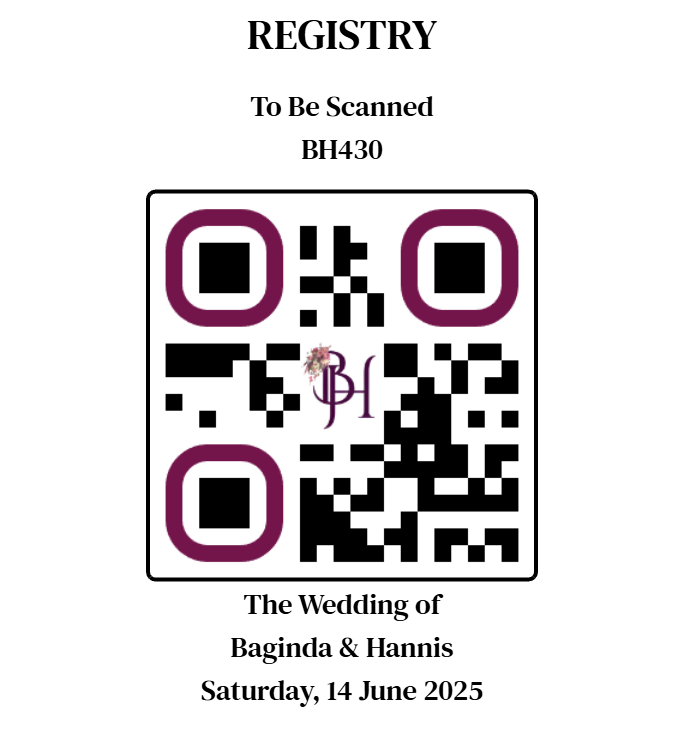 REGISTRY
To Be Scanned
BH430
BH
The Wedding of
Baginda & Hannis
Saturday, 14 June 2025